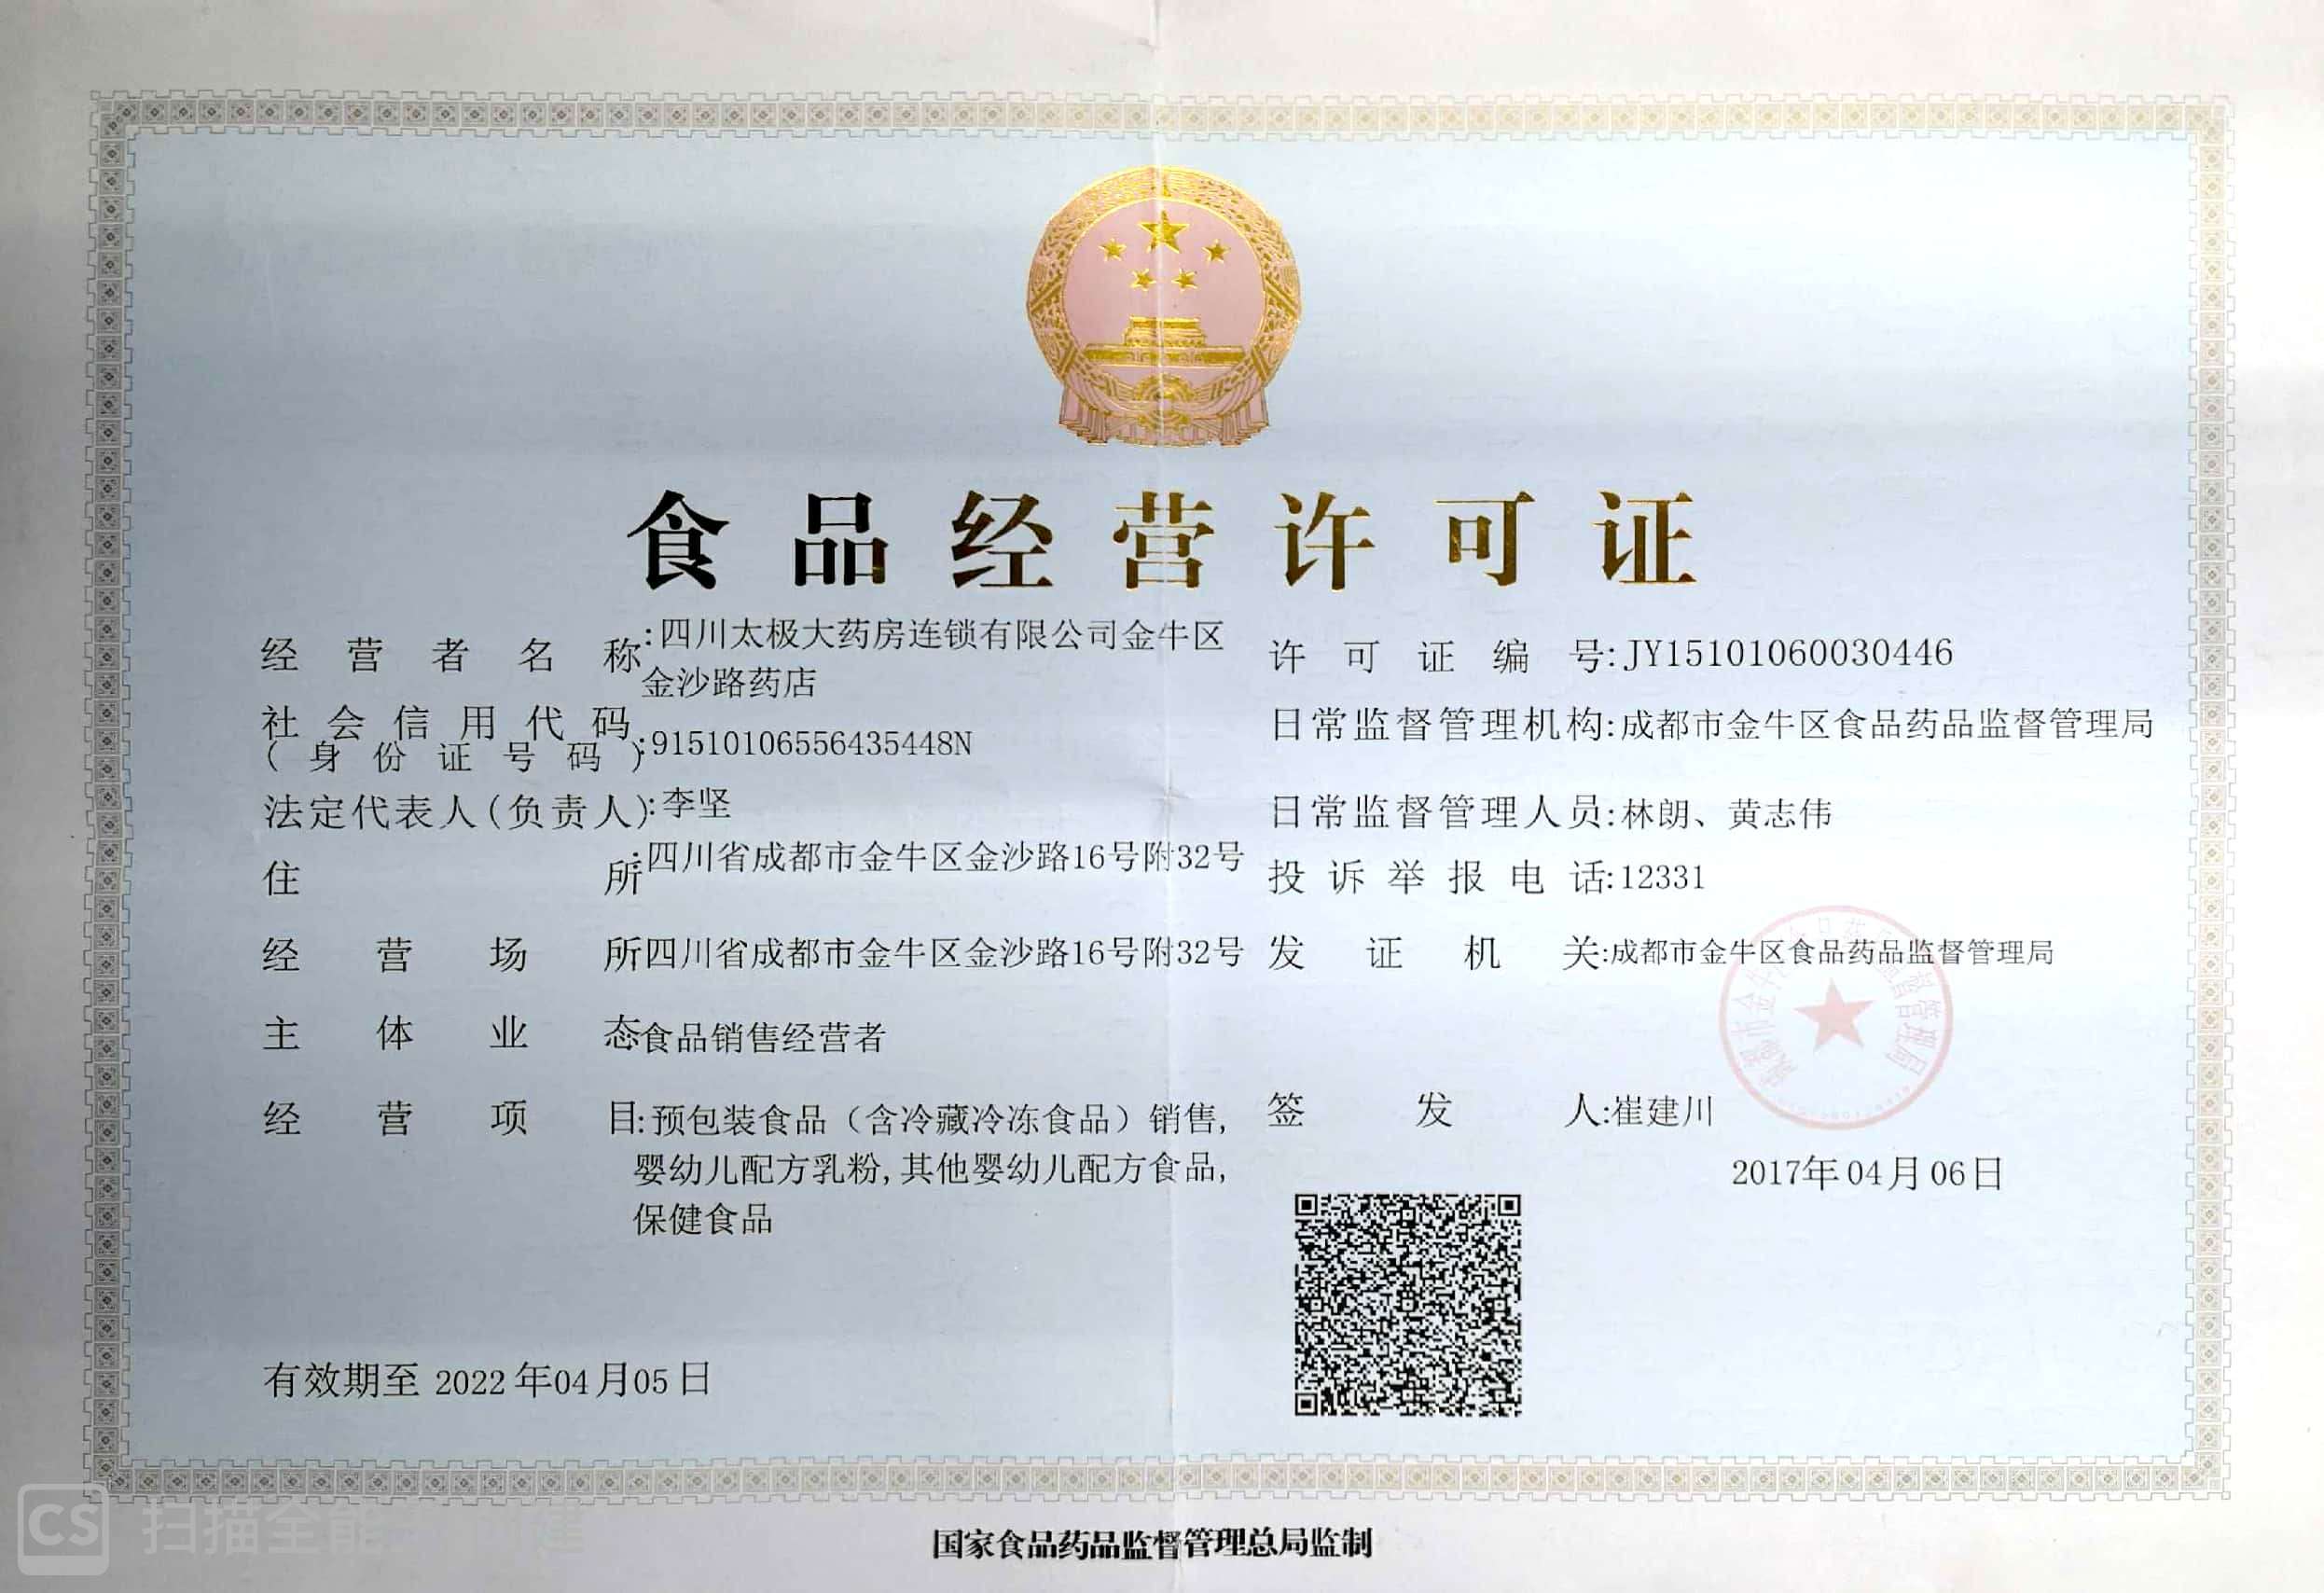 食品经营许可证
经营者名称:四川太极大药房连锁有限公司金牛区
金沙路药店
社会信用代码
(身份证号码):91510106556435448N
法定代表人(负责人):李坚
住所:四川省成都市金牛区金沙路16号附32号
经营场所四川省成都市金牛区金沙路16号附32号
主体业态食品销售经营者
经营项目:预包装食品（含冷藏冷冻食品）销售,
婴幼儿配方乳粉,其他婴幼儿配方食品,
保健食品
有效期至 2022年04月05日
许可证编号:JY15101060030446
日常监督管理机构:成都市金牛区食品药品监督管理局
日常监督管理人员:林朗、黄志伟
投诉举报电话:12331
发证机关:成都市金牛区食品药品监督管理局
签发人:崔建川
2017年04月06日
国家食品药品监督管理总局监制
CS 扫描全能